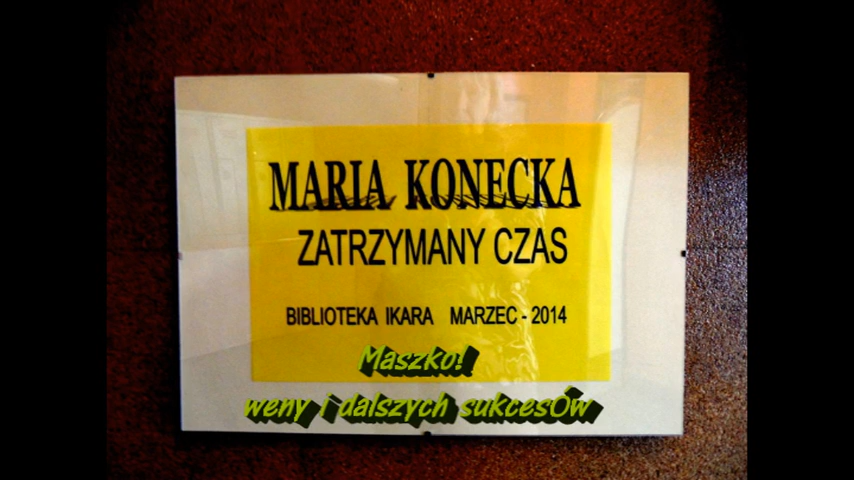 MARIA KONECKA
ZATRZYMANY CZAS
BIBLIOTEKA IKARA MARZEC - 2014
Maszko!
weny i dalszych sukcesÓw